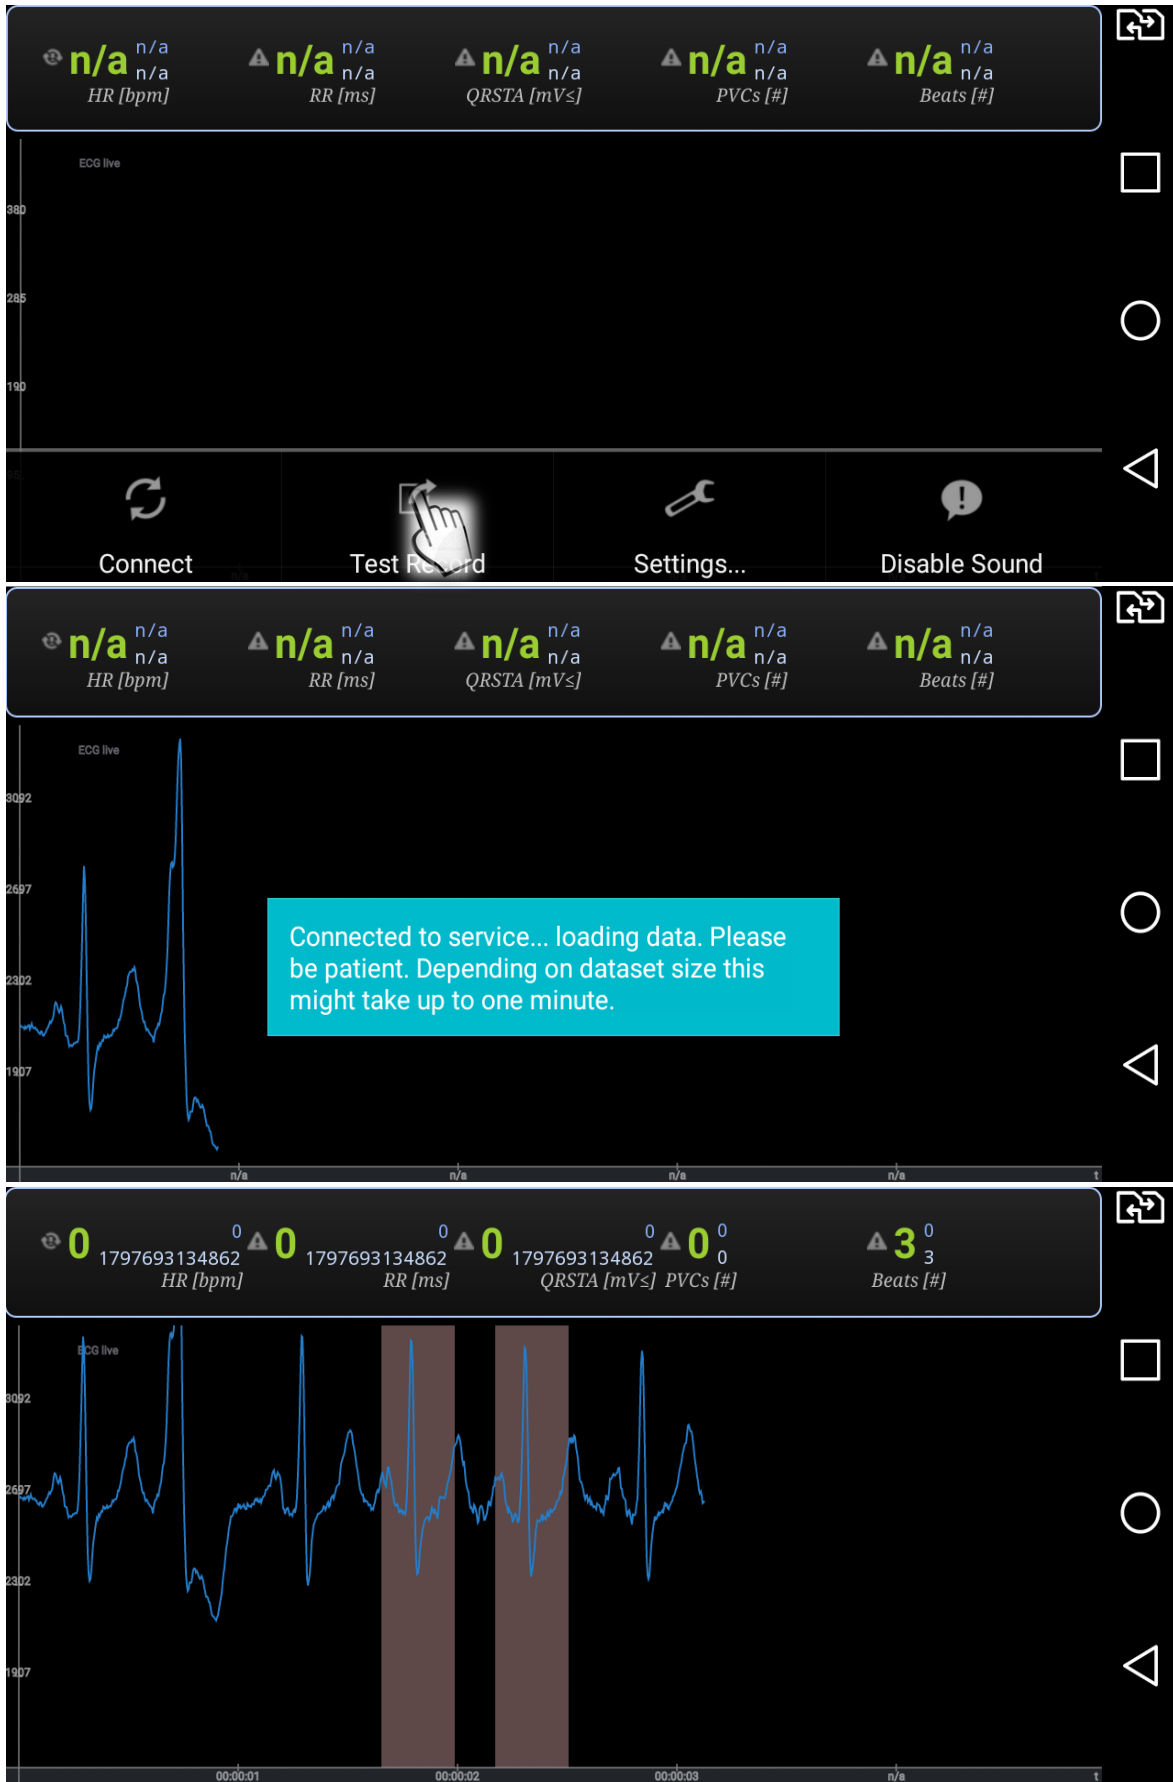 n/a n/a n/a n/a n/a n/a n/a n/a n/a n/a
n/a n/a n/a n/a n/a
HR [bpm] RR [ms] QRSTA [mV≤] PVCs [#] Beats [#]
ECG live
380
285
190
95
Connect Test Record Settings... Disable Sound
n/a t
n/a n/a n/a n/a n/a n/a n/a n/a n/a n/a
n/a n/a n/a n/a n/a
HR [bpm] RR [ms] QRSTA [mV≤] PVCs [#] Beats [#]
ECG live
3092
2697
Connected to service... loading data. Please
be patient. Depending on dataset size this
might take up to one minute.
2302
1907
n/a n/a n/a n/a t
0 0 0 0 0 0 0 0 3 0
1797693134862 1797693134862 1797693134862 0 3
HR [bpm] RR [ms] QRSTA [mV≤] PVCs [#] Beats [#]
ECG live
3092
2697
2302
1907
00:00:01 00:00:02 00:00:03 n/a t